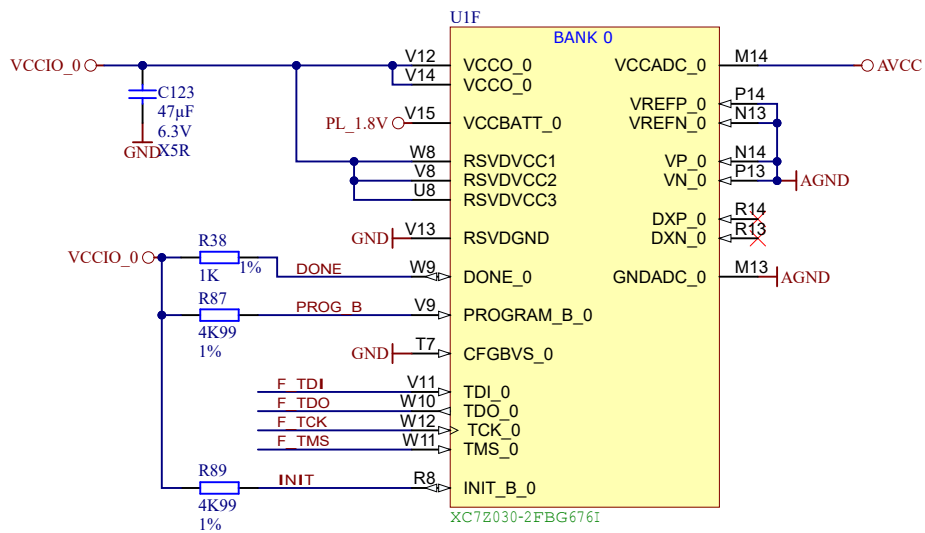 U1F
BANK 0
VCCIO_0
V12
VCCO_0
VCCADC_0
M14
AVCC
V14
VCCO_0
C123
47µF
6.3V
X5R
GND
PL_1.8V
V15
VCCBATT_0
VREFP_0
P14
VREFN_0
N13
W8
RSVDVCC1
VP_0
N14
V8
RSVDVCC2
VN_0
P13
AGND
U8
RSVDVCC3
DXP_0
R14
GND
V13
RSVDGND
DXN_0
R13
VCCIO_0
R38
1K
1%
DONE
W9
DONE_0
GNDADC_0
M13
AGND
R87
4K99
1%
PROG_B
V9
PROGRAM_B_0
GND
T7
CFGBVS_0
F_TDI
V11
TDI_0
F_TDO
W10
TDO_0
F_TCK
W12
TCK_0
F_TMS
W11
TMS_0
R89
4K99
1%
INIT
R8
INIT_B_0
XC7Z030-2FBG676I